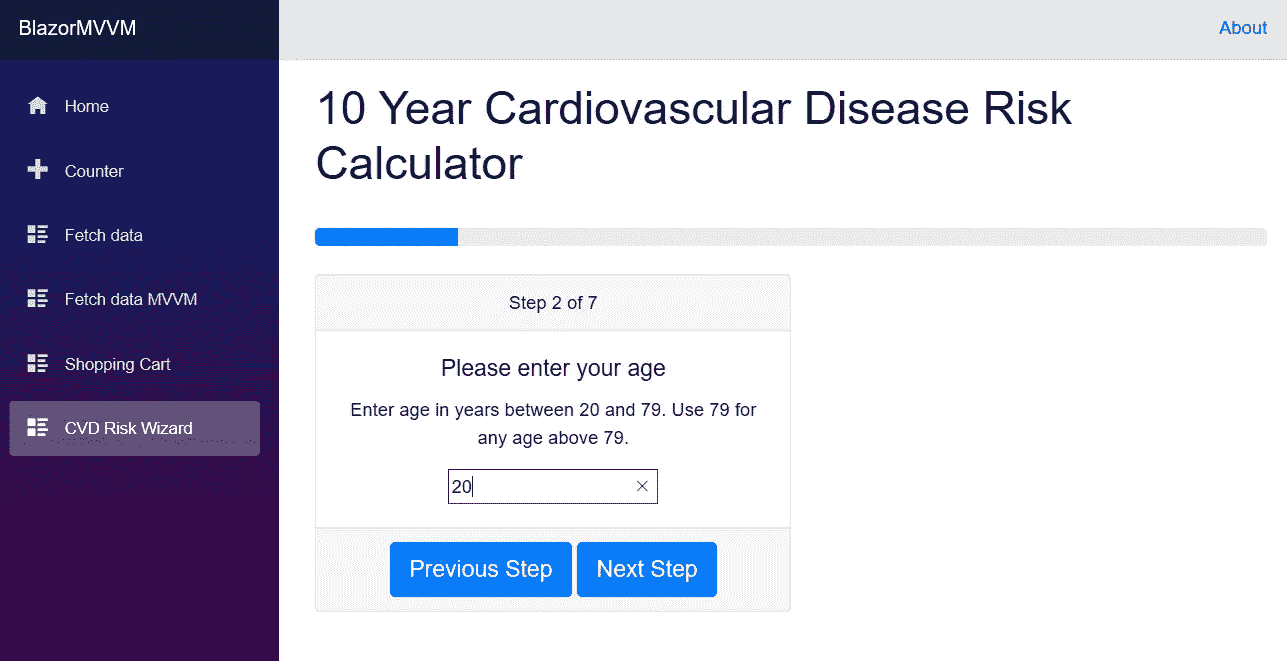 BlazorMVVM
About
Home
Counter
Fetch data
Fetch data MVVM
Shopping Cart
CVD Risk Wizard
10 Year Cardiovascular Disease Risk
Calculator
Step 2 of 7
Please enter your age
Enter age in years between 20 and 79. Use 79 for
any age above 79.
20
Previous Step Next Step